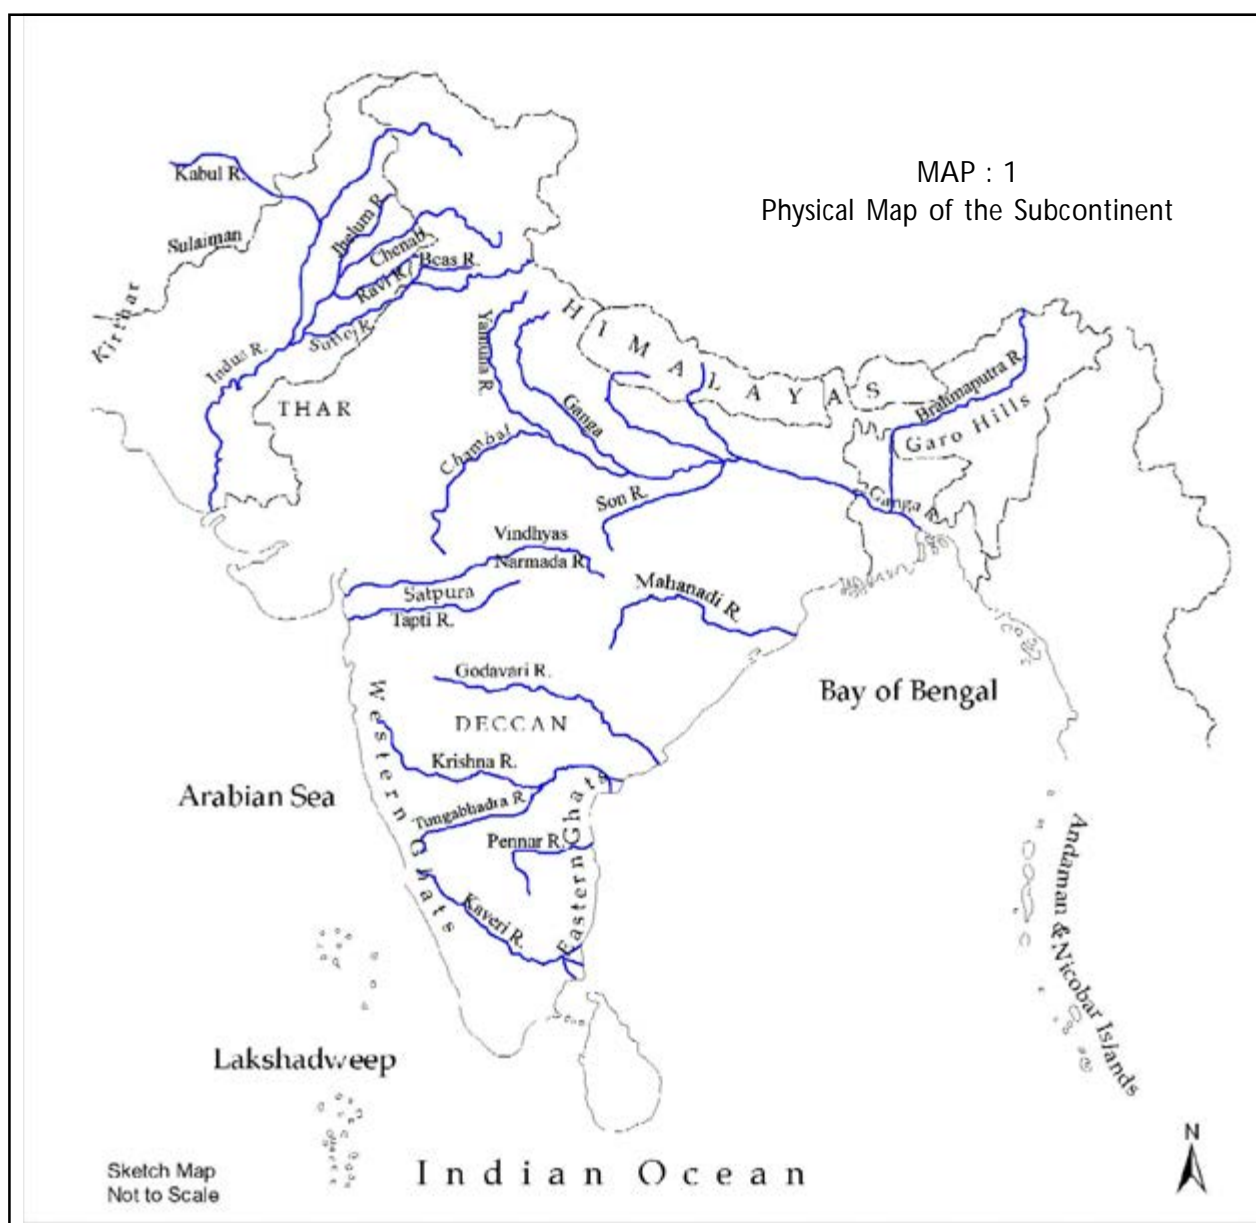 MAP : 1
Physical Map of the Subcontinent
Kabul R.
Sulaiman
Kirthar
Jhelum R.
Chenab
Ravi R.
Beas R.
Sutlej R.
Indus R.
THAR
HIMALAYAS
Yamuna R.
Ganga
Chambal
Brahmaputra R.
Garo Hills
Ganga R.
Son R.
Vindhyas
Narmada R.
Satpura
Tapti R.
Mahanadi R.
Godavari R.
DECCAN
Bay of Bengal
Western Ghats
Krishna R.
Arabian Sea
Tungabhadra R
Eastern Ghats
Pennar R.
Kaveri R.
Andaman & Nicobar Islands
Lakshadweep
Indian Ocean
N
Sketch Map
Not to Scale